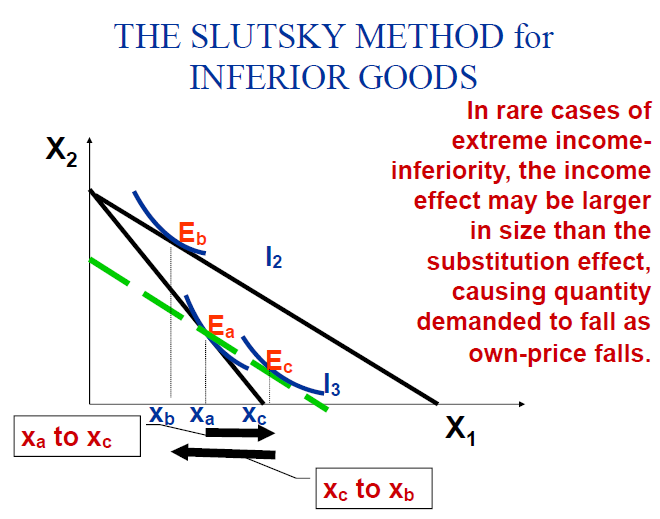 THE SLUTSKY METHOD for
INFERIOR GOODS
In rare cases of
extreme income-
inferiority, the income
effect may be larger
in size than the
substitution effect,
causing quantity
demanded to fall as
own-price falls.
X2
Eb
I2
Ea
Ec
I3
xb xa xc
X1
xa to xc
xc to xb